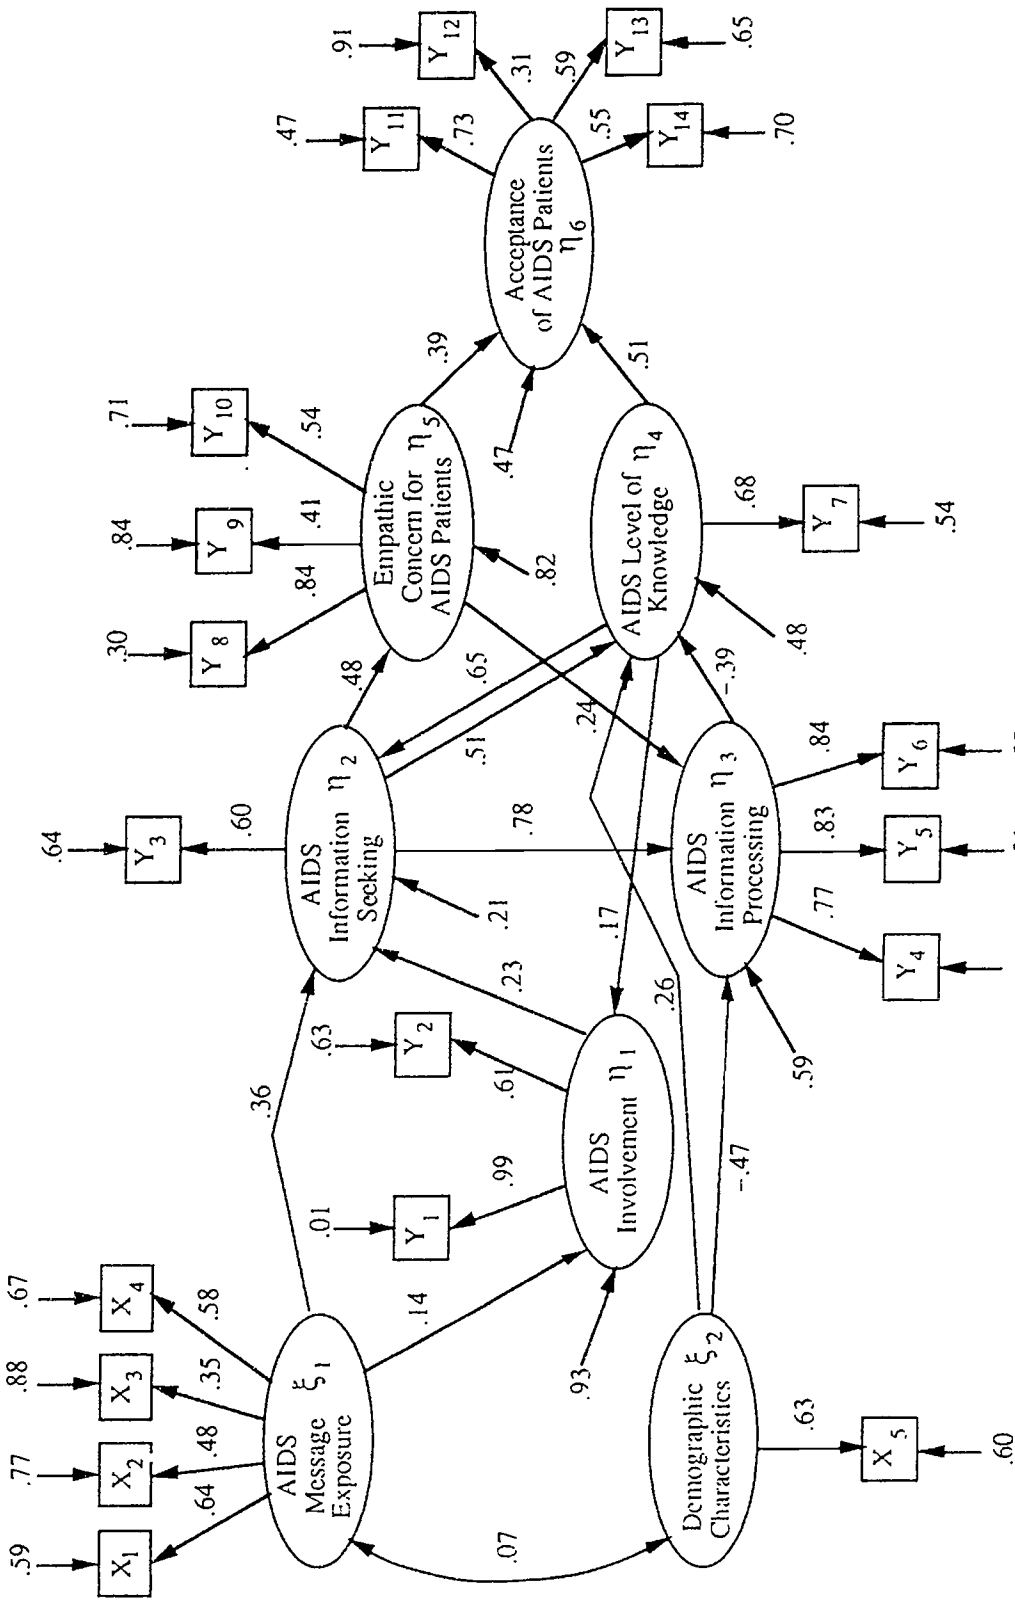 .59
.77
.88
.67
X1
X2
X3
X4
.64
.48
.35
.58
AIDS
Message ξ1
Exposure
.07
Demographic ξ2
Characteristics
.63
X5
.60
.36
.14
.26
-.47
.01
.63
Y1
Y2
.99
.61
AIDS
Involvement η1
.93
.23
.17
.64
Y3
.60
AIDS
Information η2
Seeking
.21
.78
.51
.65
.48
.24
AIDS
Information η3
Processing
.59
.77
.83
.84
Y4
Y5
Y6
-.39
.30
.84
.71
Y8
Y9
Y10
.84
.41
.54
Empathic
Concern for η5
AIDS Patients
.82
AIDS Level of η4
Knowledge
.48
.68
Y7
.54
.39
.51
.47
Acceptance
of AIDS Patients
η6
.47
.91
Y11
Y12
.73
.31
.59
.55
Y13
Y14
.65
.70